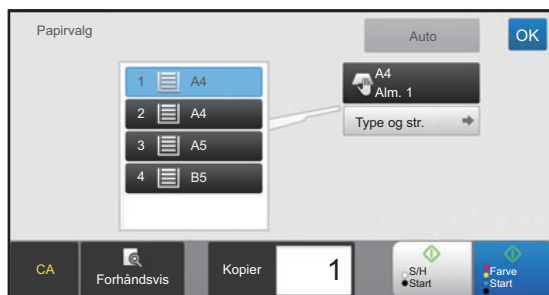 Papirvalg
Auto
OK
1 A4
2 A4
3 A5
4 B5
A4
Alm. 1
Type og str.
CA
Forhåndsvis
Kopier
1
S/H
Start
Farve
Start